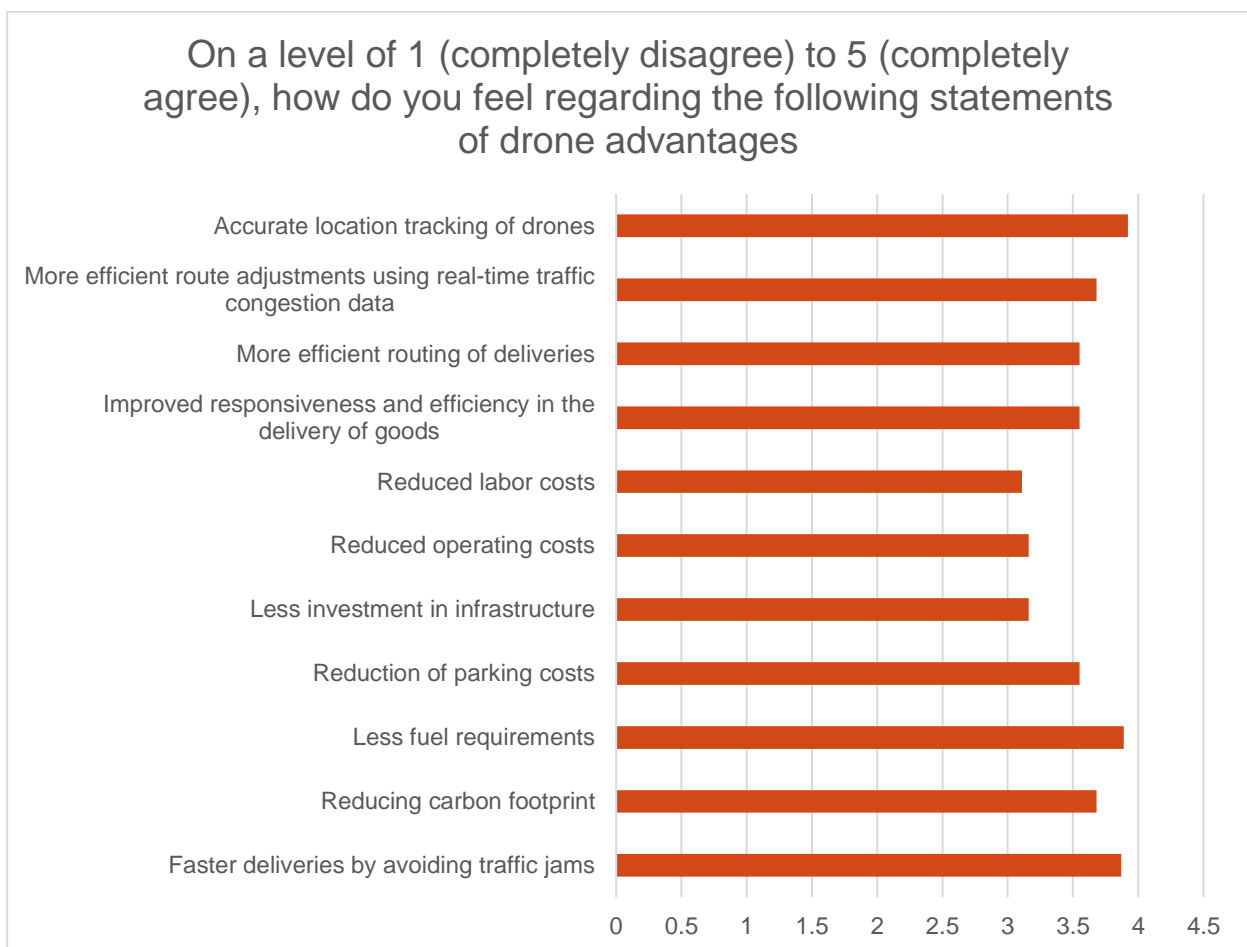 On a level of 1 (completely disagree) to 5 (completely
agree), how do you feel regarding the following statements
of drone advantages
Accurate location tracking of drones
More efficient route adjustments using real-time traffic
congestion data
More efficient routing of deliveries
Improved responsiveness and efficiency in the
delivery of goods
Reduced labor costs
Reduced operating costs
Less investment in infrastructure
Reduction of parking costs
Less fuel requirements
Reducing carbon footprint
Faster deliveries by avoiding traffic jams
0 0.5 1 1.5 2 2.5 3 3.5 4 4.5